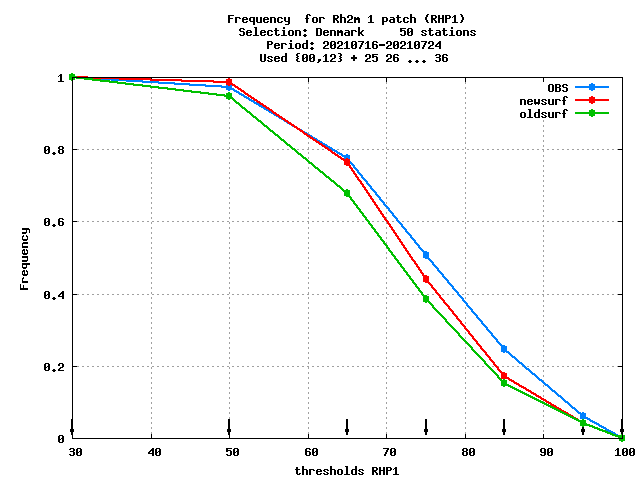 Frequency  for Rh2m 1 patch (RHP1)
Selection: Denmark     50 stations
Period: 20210716-20210724
Used {00,12} + 25 26 ... 36
OBS
newsurf
oldsurf
1
0.8
0.6
0.4
0.2
0
Frequency
30 40 50 60 70 80 90 100
thresholds RHP1